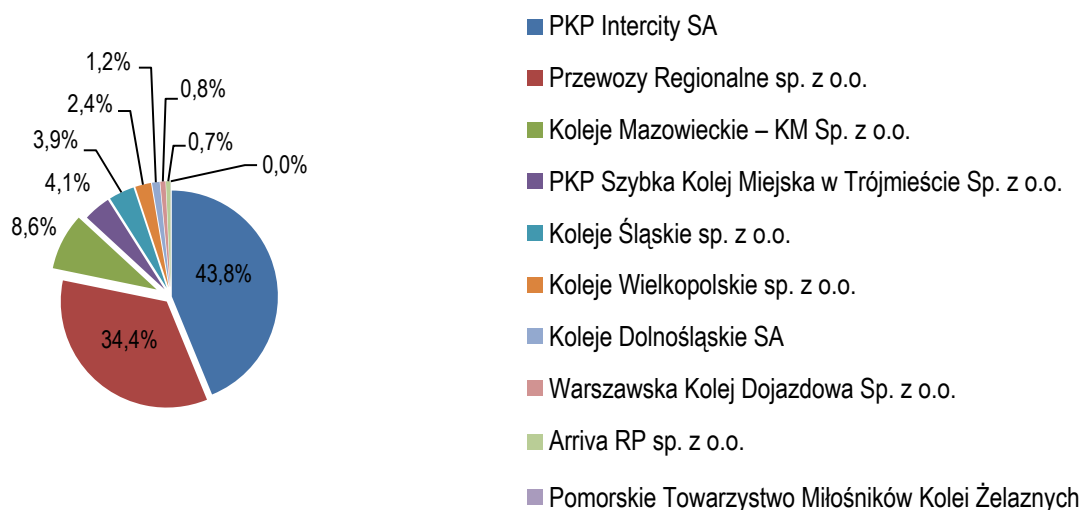 1,2%
0,8%
2,4%
3,9%
0,7%
0,0%
4,1%
8,6%
43,8%
34,4%
PKP Intercity SA
Przewozy Regionalne sp. z o.o.
Koleje Mazowieckie – KM Sp. z o.o.
PKP Szybka Kolej Miejska w Trójmieście Sp. z o.o.
Koleje Śląskie sp. z o.o.
Koleje Wielkopolskie sp. z o.o.
Koleje Dolnośląskie SA
Warszawska Kolej Dojazdowa Sp. z o.o.
Arriva RP sp. z o.o.
Pomorskie Towarzystwo Miłośników Kolei Żelaznych